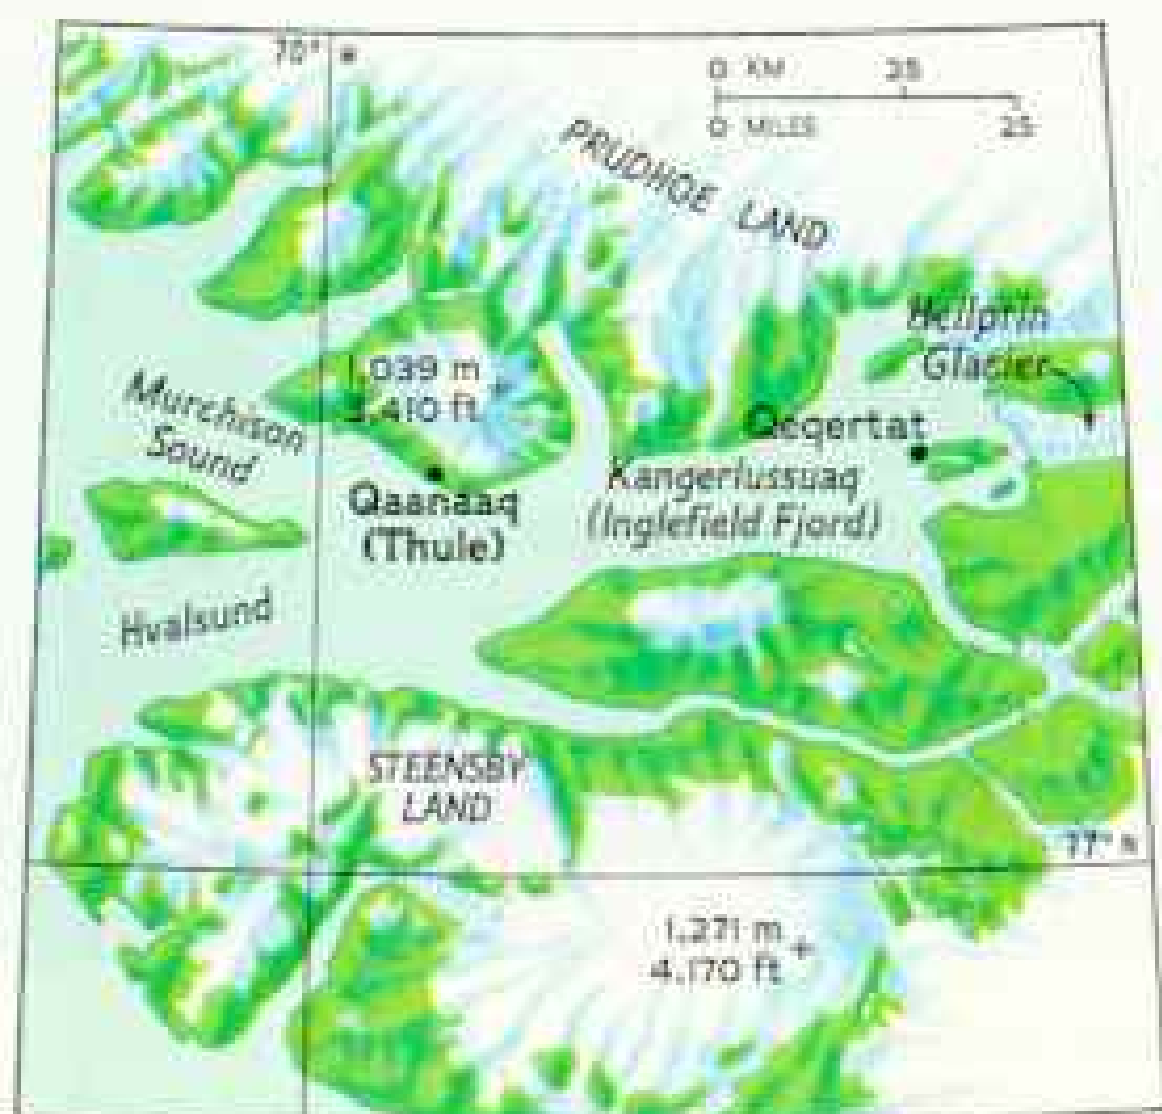 70° W
0 KM 25
0 MILES 25
PRUDHOE LAND
Heilprin
Glacier
1,039 m
3,410 ft
Murchison
Sound
Qeqertat
Qaanaaq
(Thule)
Kangerlussuaq
(Inglefield Fjord)
Hvalsund
STEENSBY
LAND
77° N
1,271 m
4,170 ft